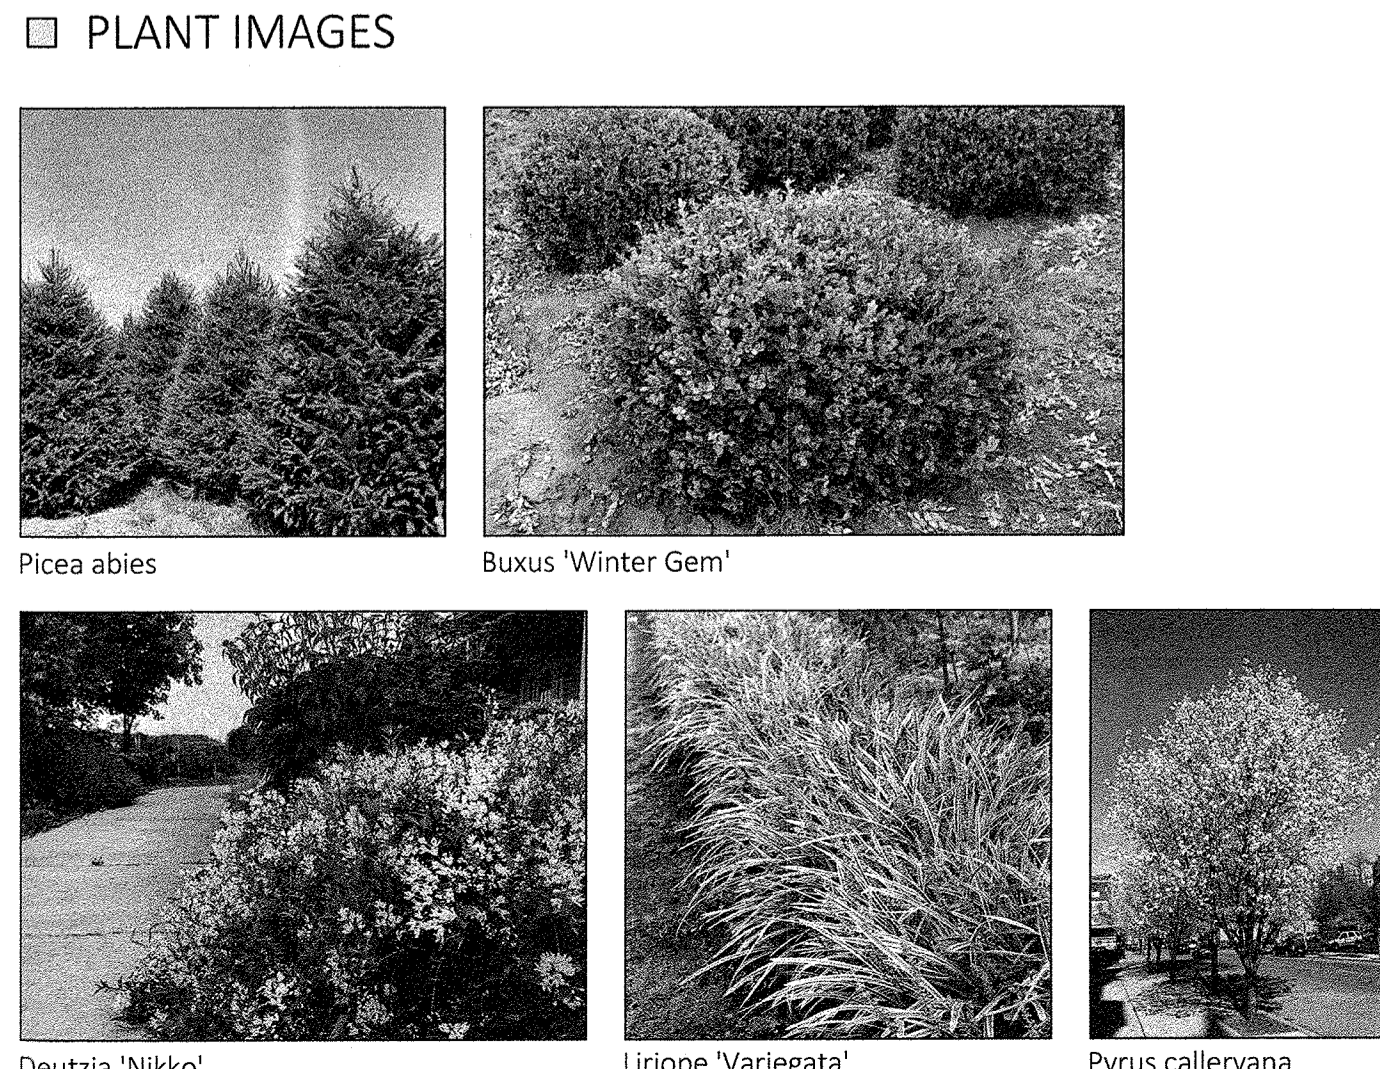 PLANT IMAGES
Picea abies
Buxus 'Winter Gem'
Deutzia 'Nikko'
Liriope 'Variegata'
Pyrus calleryana